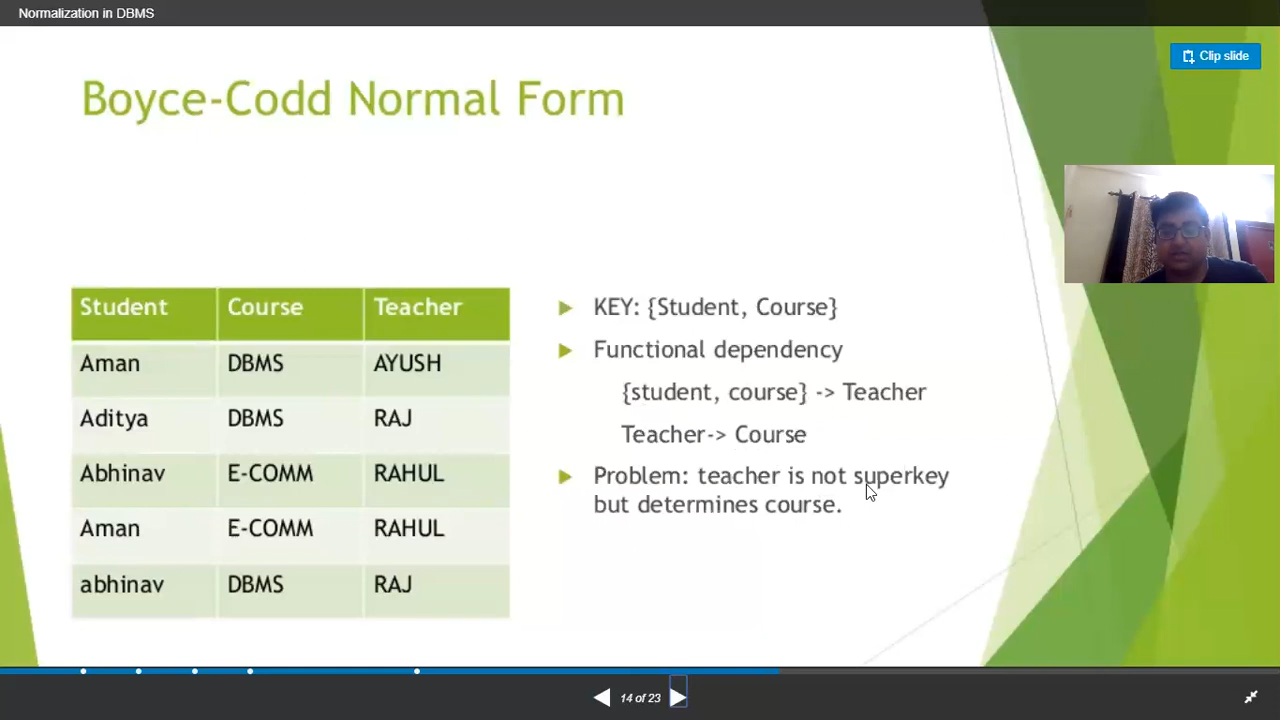 Normalization in DBMS
Clip slide
Boyce-Codd Normal Form
Student Course Teacher
Aman DBMS AYUSH
Aditya DBMS RAJ
Abhinav E-COMM RAHUL
Aman E-COMM RAHUL
abhinav DBMS RAJ
KEY: {Student, Course}
Functional dependency
{student, course} -> Teacher
Teacher-> Course
Problem: teacher is not superkey
but determines course.
14 of 23